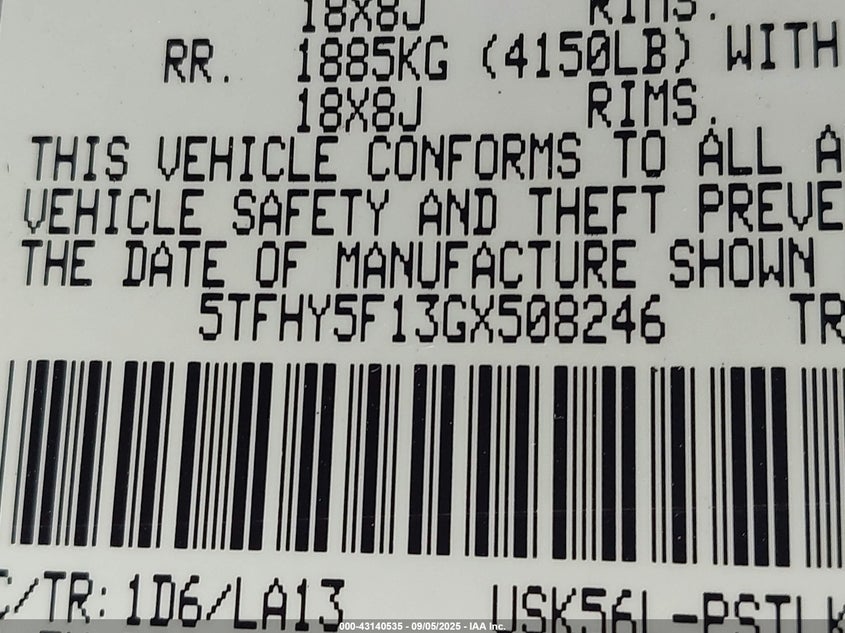 18X8J RIMS.
RR. 1885KG (4150LB) WITH
18X8J RIMS.
THIS VEHICLE CONFORMS TO ALL A
VEHICLE SAFETY AND THEFT PREVE
THE DATE OF MANUFACTURE SHOWN
5TFHY5F13GX508246 TR
C/TR: 1D6/LA13 USK56L-PSTLK
000-43140535 - 09/05/2025 - IAA Inc.